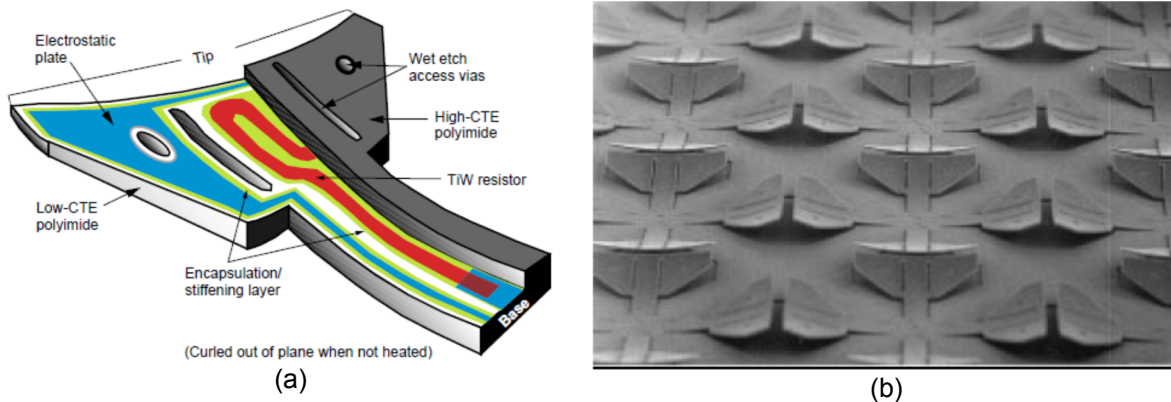 Electrostatic
plate
Tip
Wet etch
access vias
High-CTE
polyimide
TiW resistor
Low-CTE
polyimide
Encapsulation/
stiffening layer
Base
(Curled out of plane when not heated)
(a)
(b)